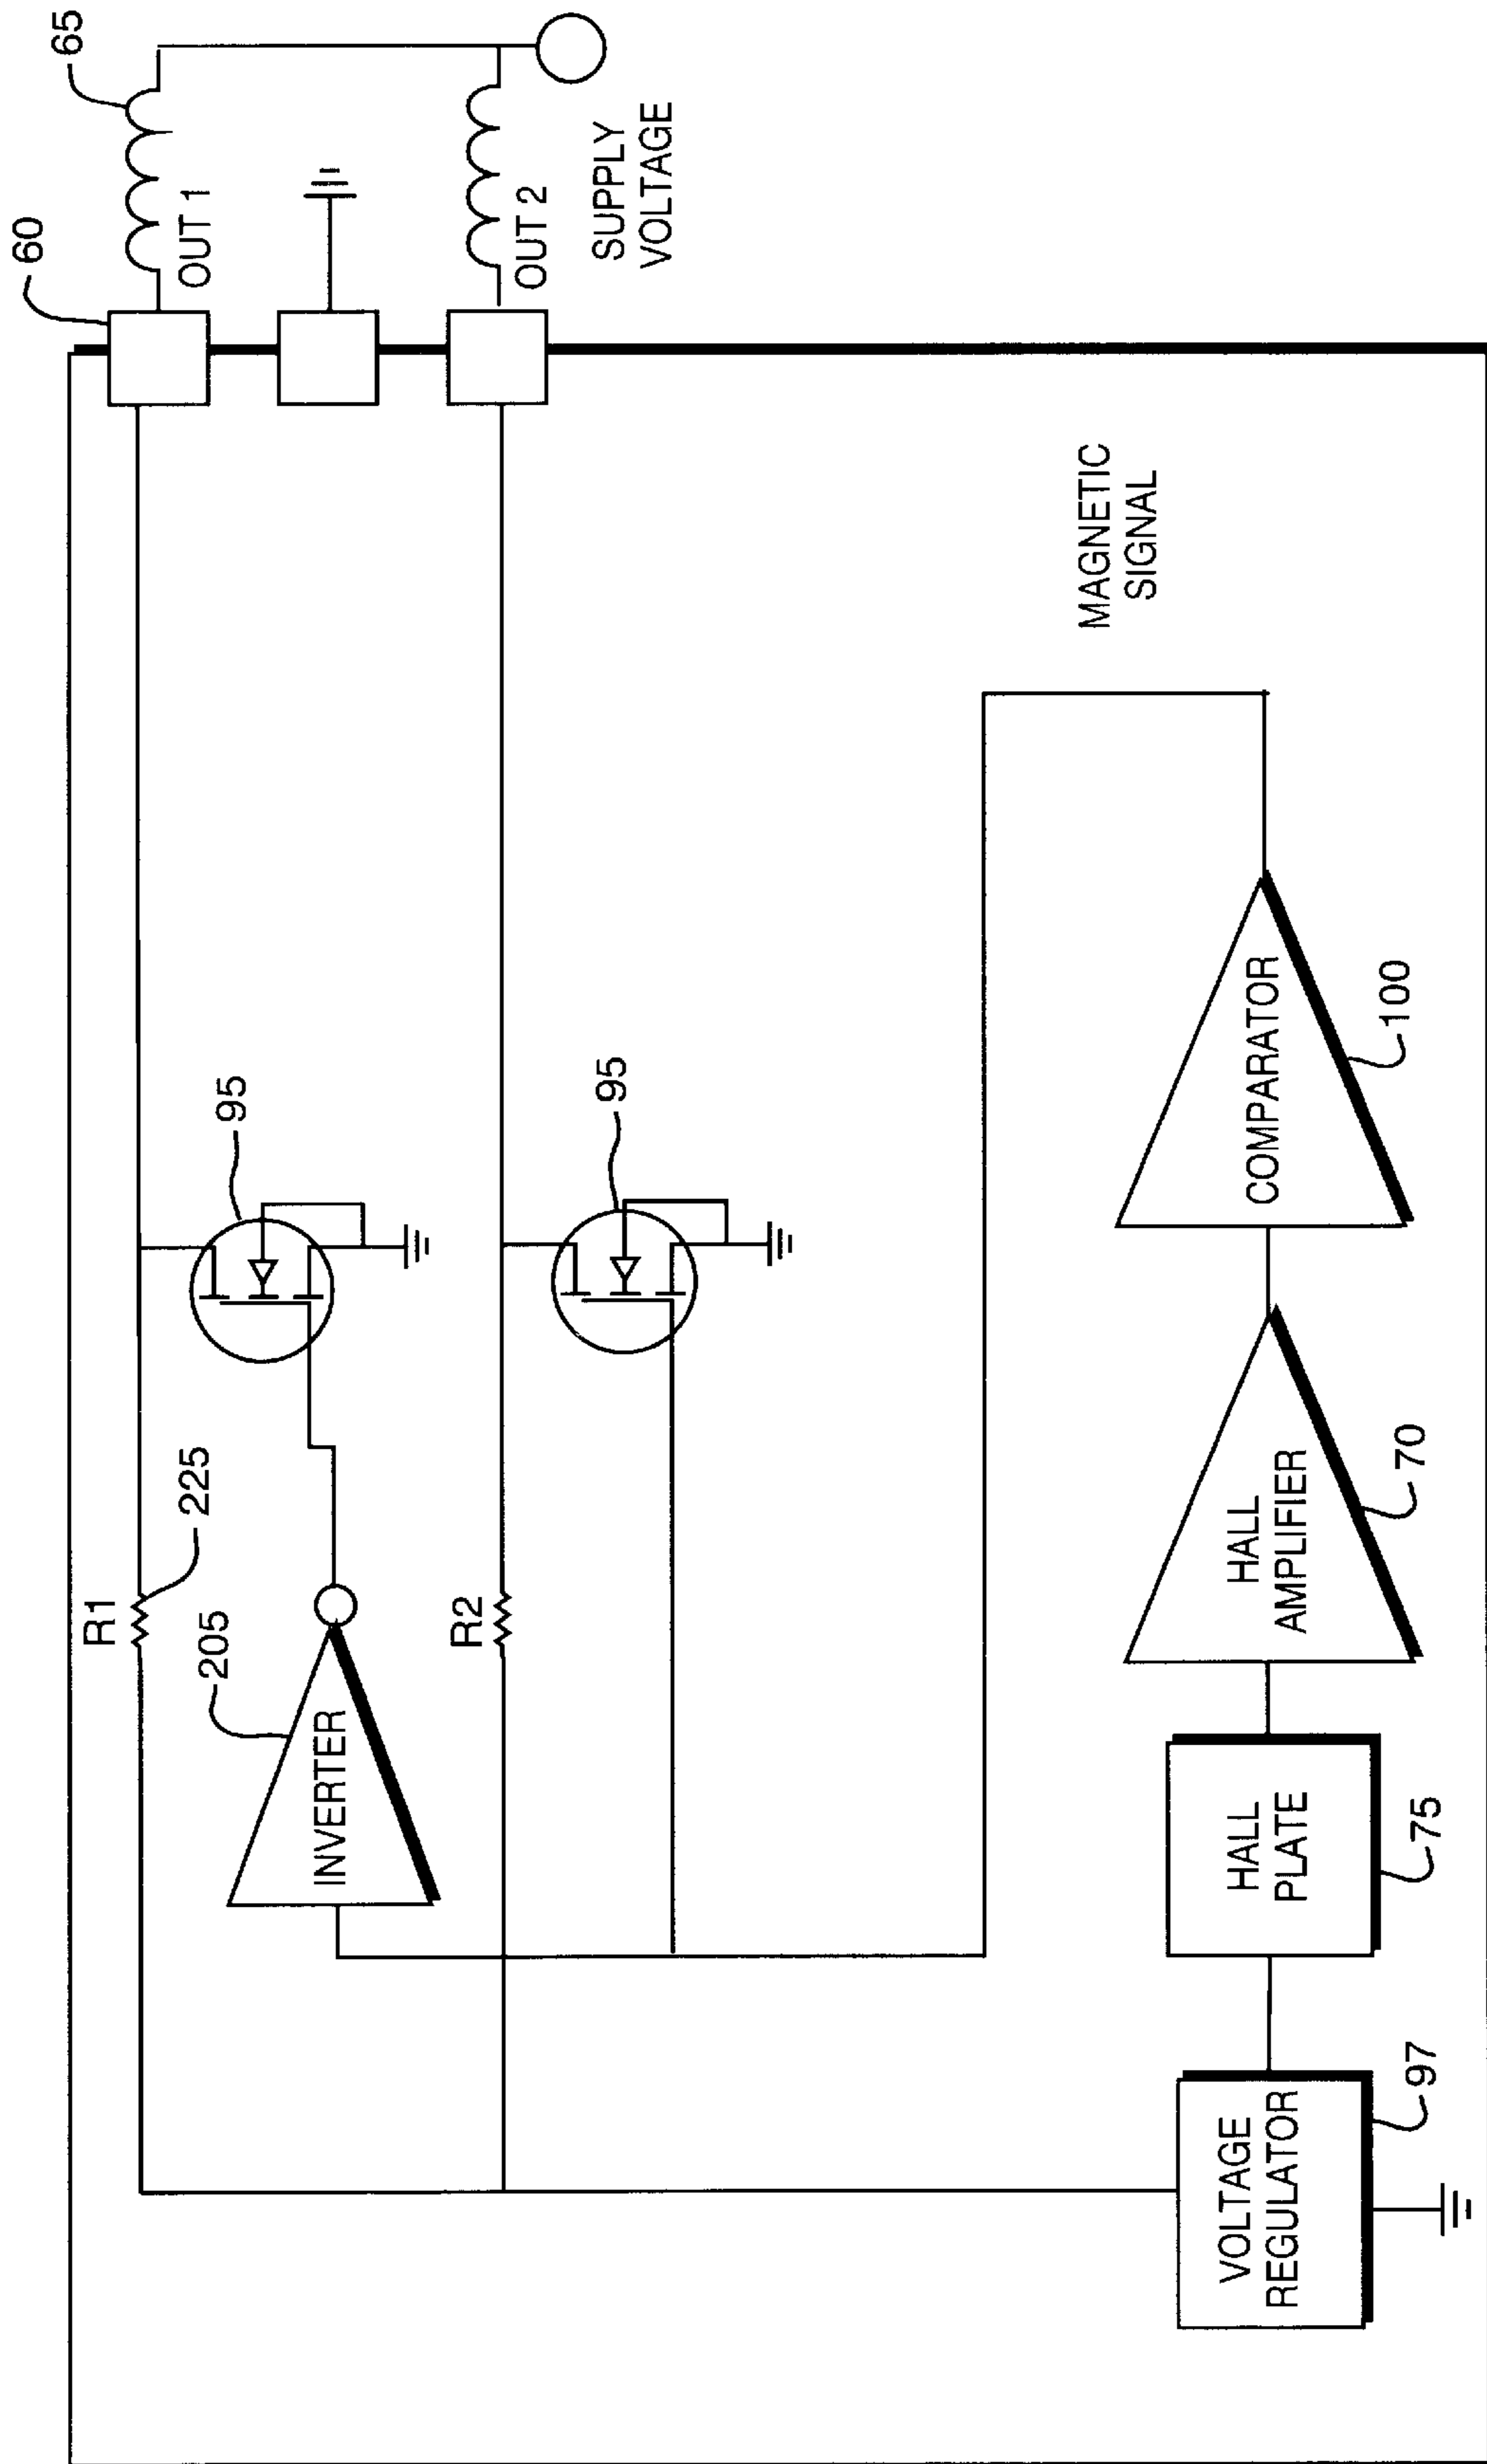 60
65
OUT 1
OUT 2
SUPPLY
VOLTAGE
R1
225
95
205
INVERTER
R2
95
MAGNETIC
SIGNAL
VOLTAGE
REGULATOR
97
HALL
PLATE
75
HALL
AMPLIFIER
70
COMPARATOR
100